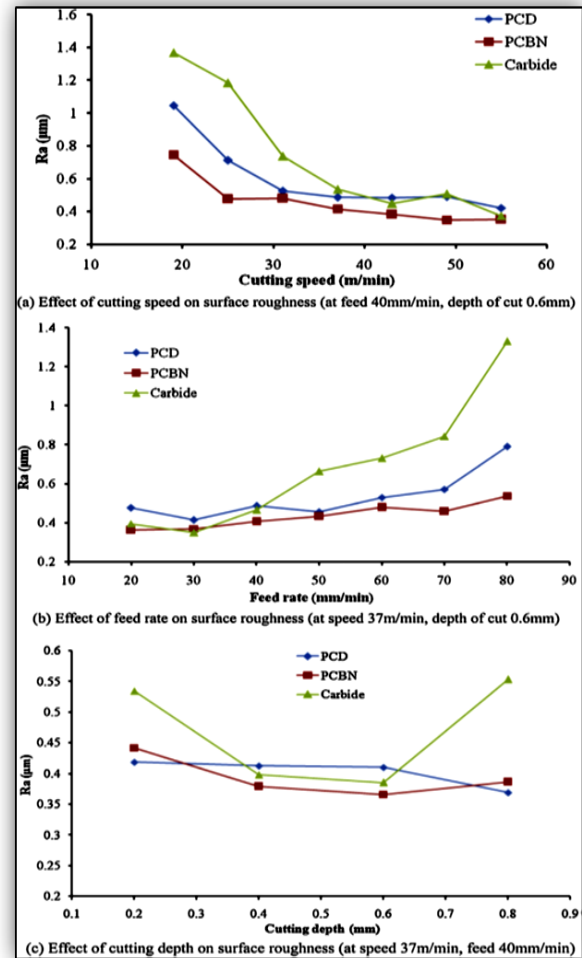 1.6
1.4
1.2
1
0.8
0.6
0.4
0.2
Ra (µm)
PCD
PCBN
Carbide
10 20 30 40 50 60
Cutting speed (m/min)
(a) Effect of cutting speed on surface roughness (at feed 40mm/min, depth of cut 0.6mm)
1.4
1.2
1
0.8
0.6
0.4
0.2
Ra (µm)
PCD
PCBN
Carbide
10 20 30 40 50 60 70 80 90
Feed rate (mm/min)
(b) Effect of feed rate on surface roughness (at speed 37m/min, depth of cut 0.6mm)
0.6
0.55
0.5
0.45
0.4
0.35
0.3
0.25
0.2
Ra (µm)
PCD
PCBN
Carbide
0.1 0.2 0.3 0.4 0.5 0.6 0.7 0.8 0.9
Cutting depth (mm)
(c) Effect of cutting depth on surface roughness (at speed 37m/min, feed 40mm/min)